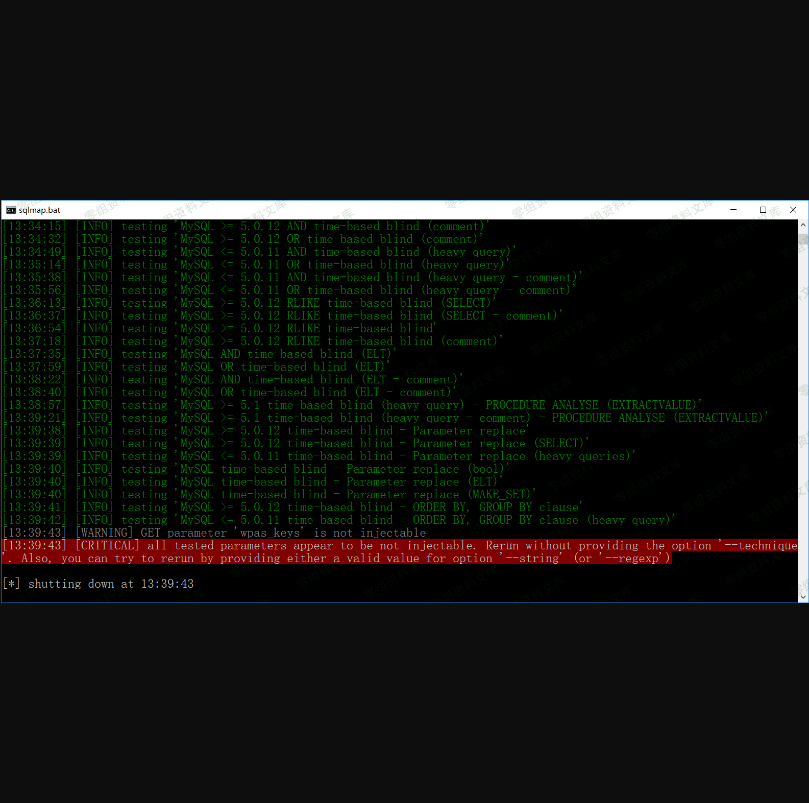 sqlmap.bat
[13:34:15] [INFO] testing 'MySQL >= 5.0.12 AND time-based blind (comment)'
[13:34:32] [INFO] testing 'MySQL >= 5.0.12 OR time-based blind (comment)'
[13:34:49] [INFO] testing 'MySQL <= 5.0.11 AND time-based blind (heavy query)'
[13:35:14] [INFO] testing 'MySQL <= 5.0.11 OR time-based blind (heavy query)'
[13:35:38] [INFO] testing 'MySQL <= 5.0.11 AND time-based blind (heavy query - comment)'
[13:35:56] [INFO] testing 'MySQL <= 5.0.11 OR time-based blind (heavy query - comment)'
[13:36:13] [INFO] testing 'MySQL >= 5.0.12 RLIKE time-based blind (SELECT)'
[13:36:37] [INFO] testing 'MySQL >= 5.0.12 RLIKE time-based blind (SELECT - comment)'
[13:36:54] [INFO] testing 'MySQL >= 5.0.12 RLIKE time-based blind'
[13:37:18] [INFO] testing 'MySQL >= 5.0.12 RLIKE time-based blind (comment)'
[13:37:35] [INFO] testing 'MySQL AND time-based blind (ELT)'
[13:37:59] [INFO] testing 'MySQL OR time-based blind (ELT)'
[13:38:22] [INFO] testing 'MySQL AND time-based blind (ELT - comment)'
[13:38:40] [INFO] testing 'MySQL OR time-based blind (ELT - comment)'
[13:38:57] [INFO] testing 'MySQL >= 5.1 time-based blind (heavy query) - PROCEDURE ANALYSE (EXTRACTVALUE)'
[13:39:21] [INFO] testing 'MySQL >= 5.1 time-based blind (heavy query - comment) - PROCEDURE ANALYSE (EXTRACTVALUE)'
[13:39:38] [INFO] testing 'MySQL >= 5.0.12 time-based blind - Parameter replace'
[13:39:39] [INFO] testing 'MySQL >= 5.0.12 time-based blind - Parameter replace (SELECT)'
[13:39:39] [INFO] testing 'MySQL <= 5.0.11 time-based blind - Parameter replace (heavy queries)'
[13:39:40] [INFO] testing 'MySQL time-based blind - Parameter replace (bool)'
[13:39:40] [INFO] testing 'MySQL time-based blind - Parameter replace (ELT)'
[13:39:40] [INFO] testing 'MySQL time-based blind - Parameter replace (MAKE_SET)'
[13:39:41] [INFO] testing 'MySQL >= 5.0.12 time-based blind - ORDER BY, GROUP BY clause'
[13:39:42] [INFO] testing 'MySQL <= 5.0.11 time-based blind - ORDER BY, GROUP BY clause (heavy query)'
[13:39:43] [WARNING] GET parameter 'wpas_keys' is not injectable
[13:39:43] [CRITICAL] all tested parameters appear to be not injectable. Rerun without providing the option '--technique
'. Also, you can try to rerun by providing either a valid value for option '--string' (or '--regexp')
[*] shutting down at 13:39:43